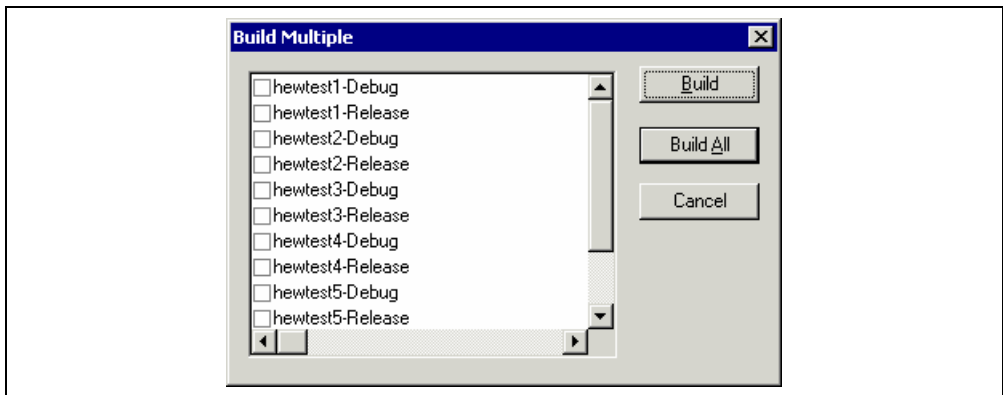 Build Multiple
hewtest1-Debug
hewtest1-Release
hewtest2-Debug
hewtest2-Release
hewtest3-Debug
hewtest3-Release
hewtest4-Debug
hewtest4-Release
hewtest5-Debug
hewtest5-Release
Build
Build All
Cancel